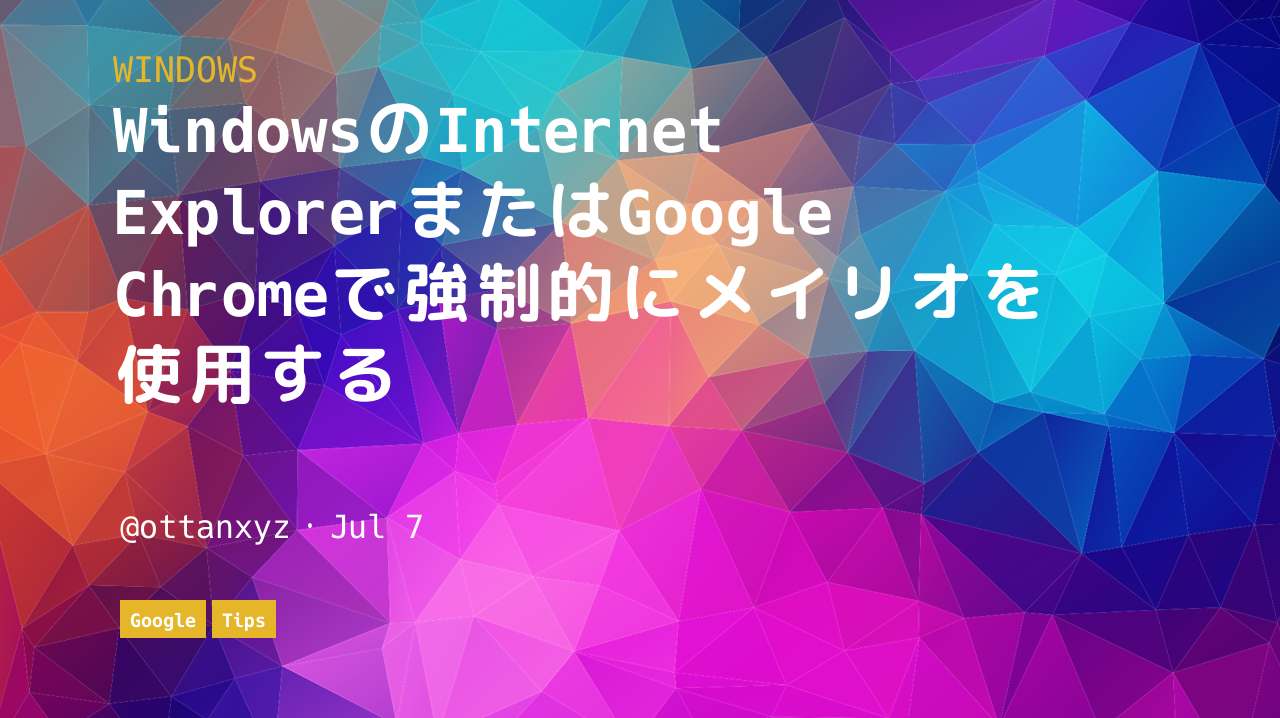 WINDOWS
WindowsのInternet
ExplorerまたはGoogle
Chromeで強制的にメイリオを
使用する
@ottanxyz · Jul 7
Google Tips